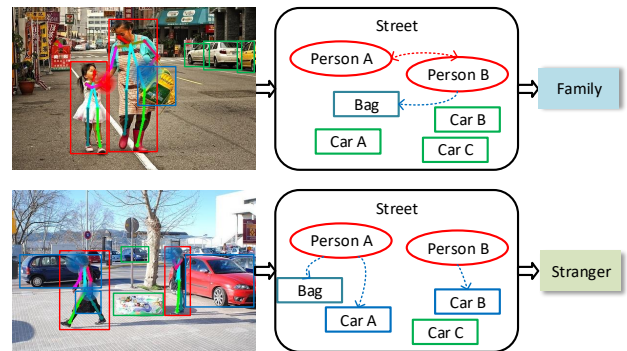 Street
Person A
Person B
Bag
Car B
Car A
Car C
Family
Street
Person A
Person B
Bag
Car B
Car A
Car C
Stranger